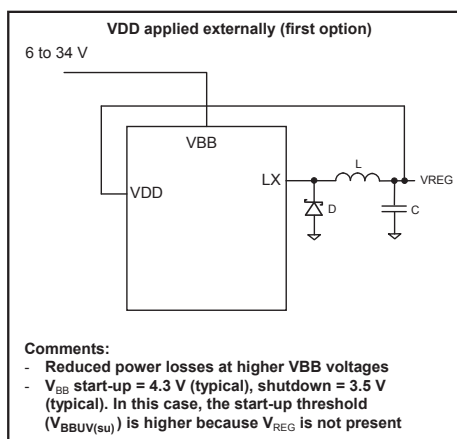 VDD applied externally (first option)
6 to 34 V
VBB
LX
L
VREG
VDD
D
C
Comments:
- Reduced power losses at higher VBB voltages
- VBB start-up = 4.3 V (typical), shutdown = 3.5 V
(typical). In this case, the start-up threshold
(VBBUV(su)) is higher because VREG is not present